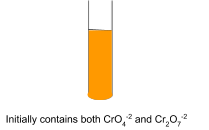 Initially contains both CrO₄⁻² and Cr₂O₇⁻²